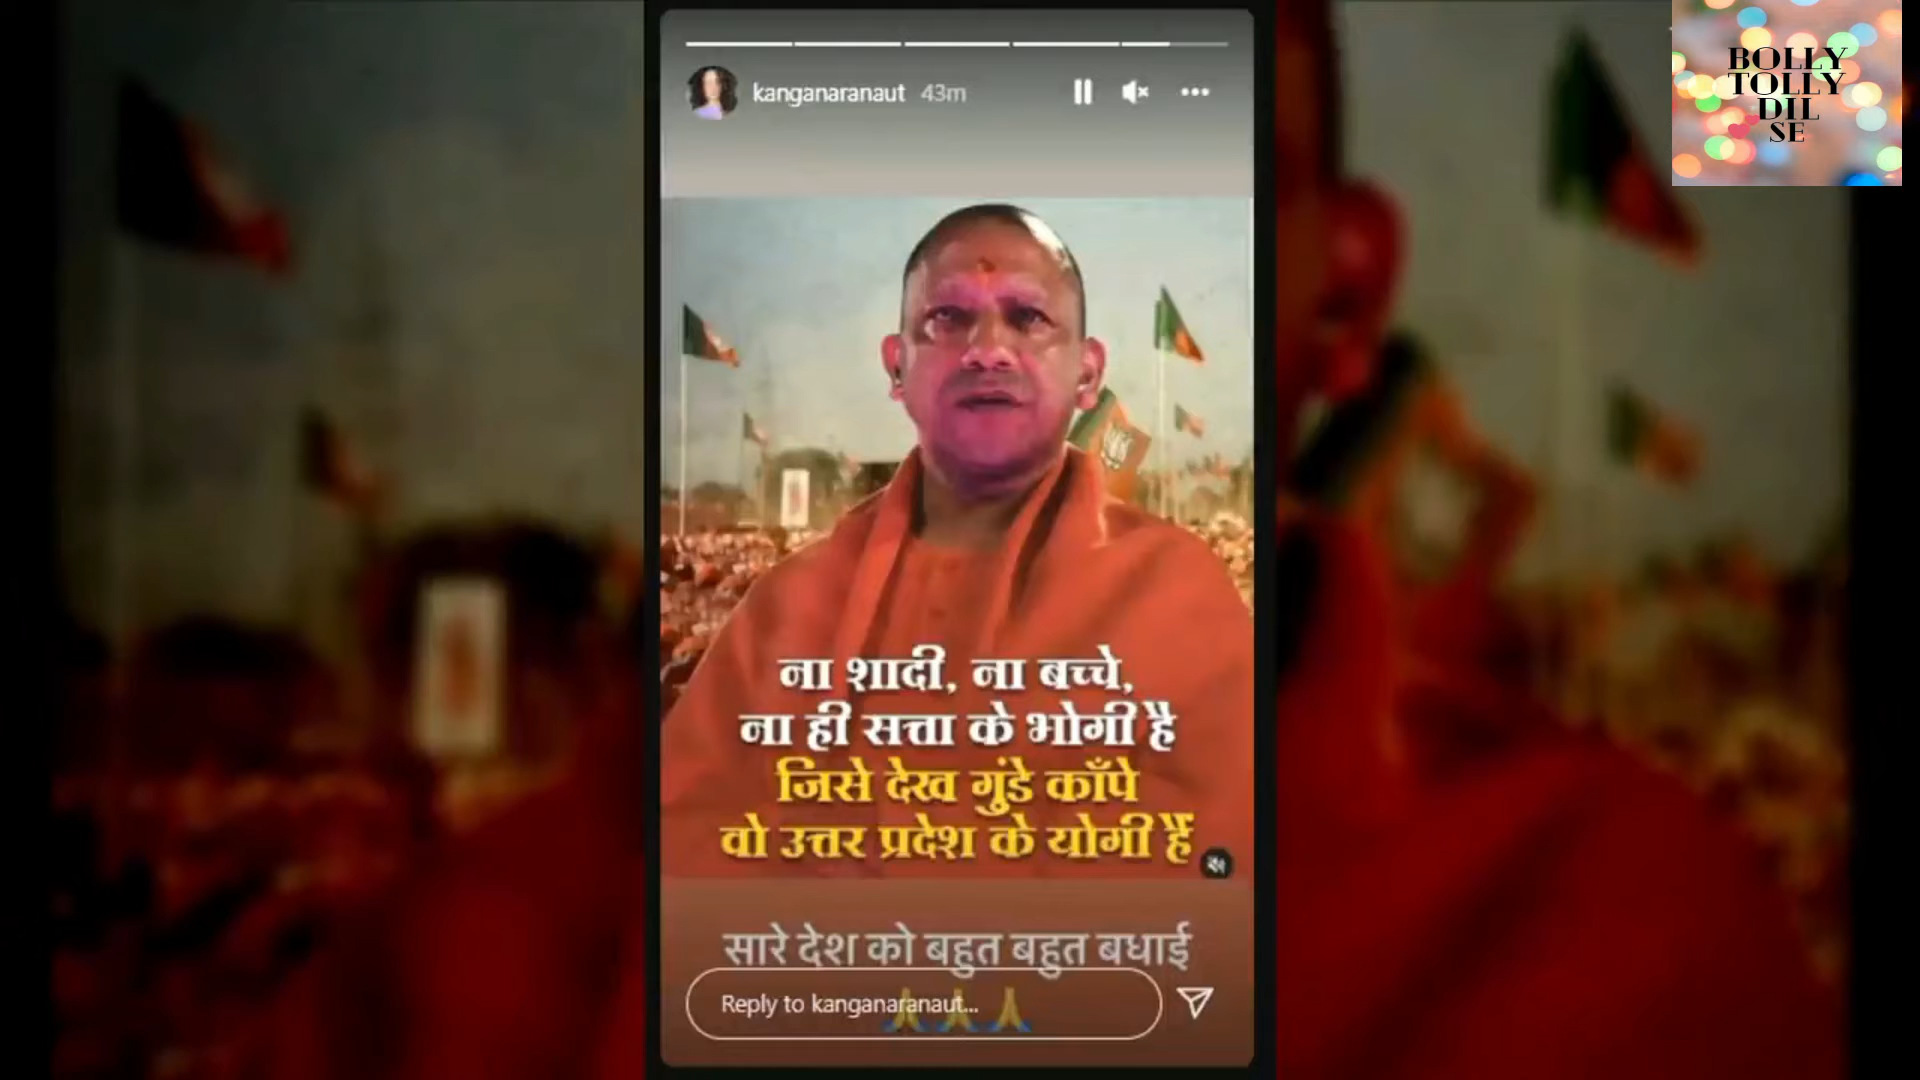 kanganaranaut 43m
BOLLY
TOLLY
DIL
SE
ना शादी, ना बच्चे,
ना ही सत्ता के भोगी है
जिसे देख गुंडे काँपे
वो उत्तर प्रदेश के योगी हैं
सारे देश को बहुत बहुत बधाई
Reply to kanganaranaut...